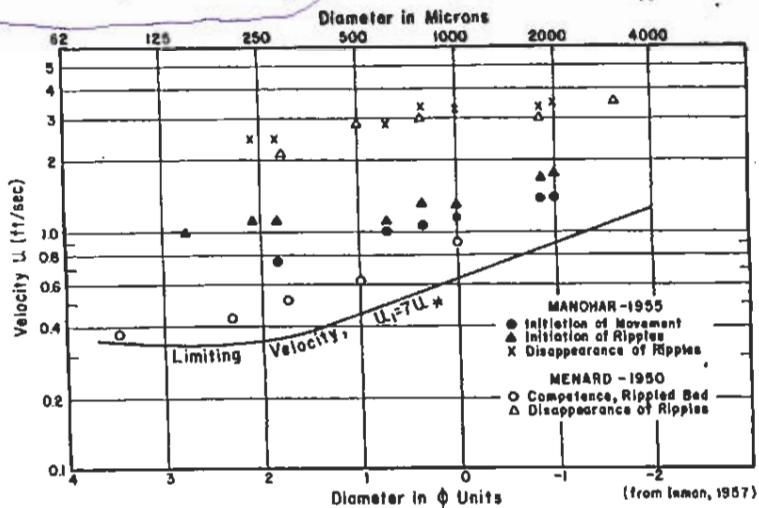 Diameter in Microns
62 125 250 500 1000 2000 4000
5
4
3
2
1.0
0.8
0.6
0.4
0.2
0.1
Velocity u (ft/sec)
Limiting Velocity, U₁=7U*
MANOHAR-1955
● Initiation of Movement
▲ Initiation of Ripples
x Disappearance of Ripples
MENARD -1950
○ Competence, Rippled Bed
△ Disappearance of Ripples
4 3 2 1 0 -1 -2
Diameter in ϕ Units
(from Inman, 1957)